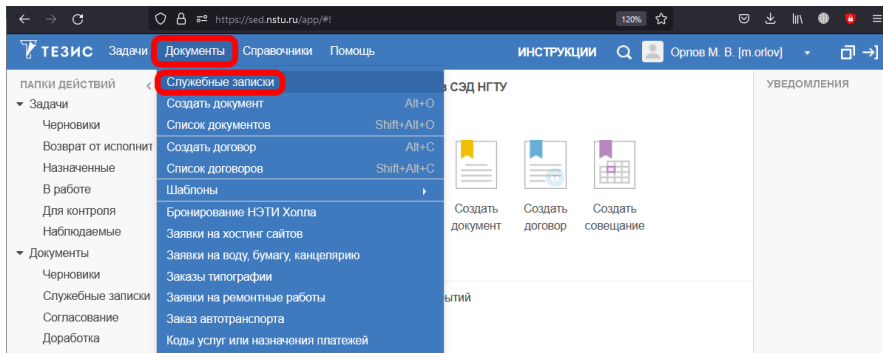 https://sed.nstu.ru/app/#!
120%
ТЕЗИС Задачи Документы Справочники Помощь ИНСТРУКЦИИ Орлов М. В. [m.orlov]
ПАПКИ ДЕЙСТВИЙ
Задачи
Черновики
Возврат от исполнит
Назначенные
В работе
Для контроля
Наблюдаемые
Документы
Черновики
Служебные записки
Согласование
Доработка
Служебные записки
Создать документ Alt+O
Список документов Shift+Alt+O
Создать договор Alt+C
Список договоров Shift+Alt+C
Шаблоны
Бронирование НЭТИ Холла
Заявки на хостинг сайтов
Заявки на воду, бумагу, канцелярию
Заказы типографии
Заявки на ремонтные работы
Заказ автотранспорта
Коды услуг или назначения платежей
в СЭД НГТУ
Создать документ
Создать договор
Создать совещание
ытий
УВЕДОМЛЕНИЯ